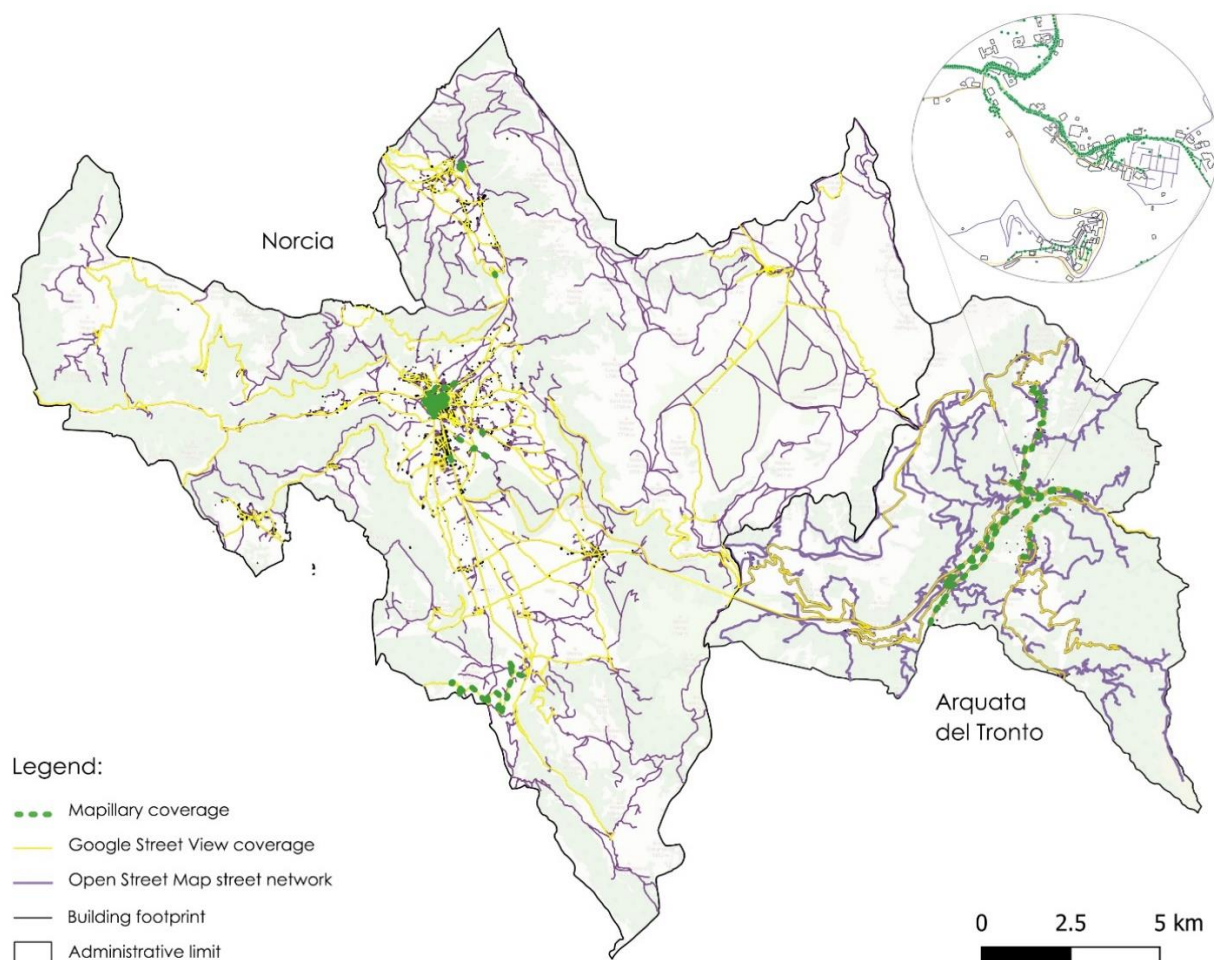 Norcia
Arquata
del Tronto
Legend:
Mapillary coverage
Google Street View coverage
Open Street Map street network
Building footprint
Administrative limit
0 2.5 5 km